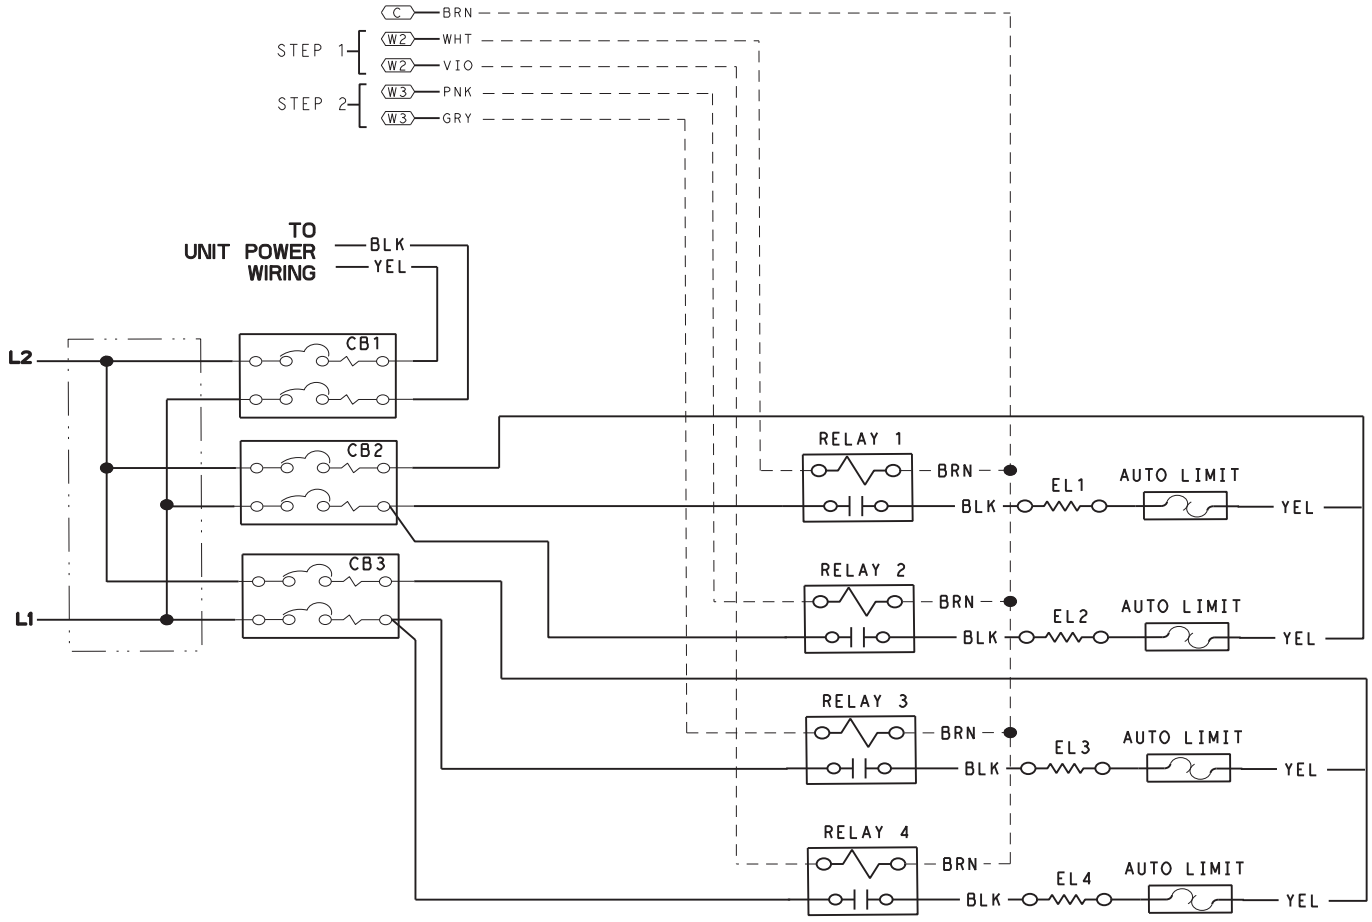 C BRN
STEP 1 W2 WHT
W2 VIO
STEP 2 W3 PNK
W3 GRY
TO
UNIT POWER
WIRING
BLK
YEL
L2
CB1
CB2
CB3
L1
RELAY 1
BRN
BLK
EL1
AUTO LIMIT
YEL
RELAY 2
BRN
BLK
EL2
AUTO LIMIT
YEL
RELAY 3
BRN
BLK
EL3
AUTO LIMIT
YEL
RELAY 4
BRN
BLK
EL4
AUTO LIMIT
YEL